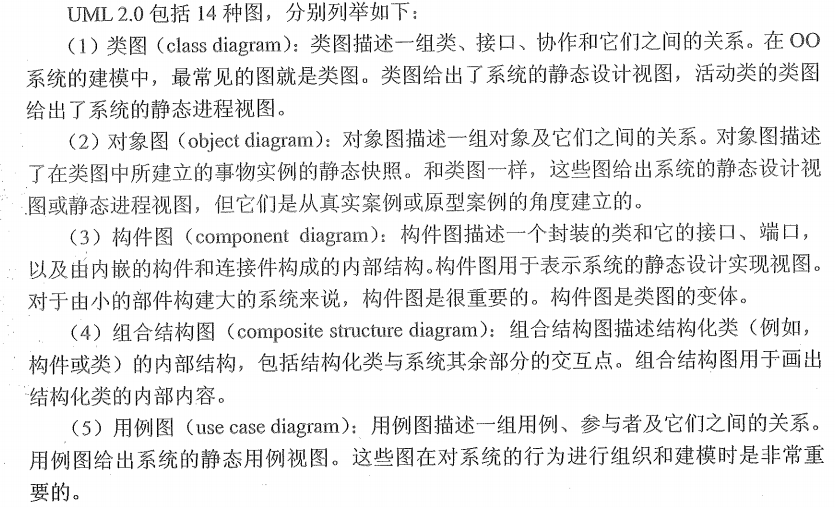 UML 2.0 包括 14 种图，分别列举如下：
（1）类图（class diagram）：类图描述一组类、接口、协作和它们之间的关系。在 OO
系统的建模中，最常见的图就是类图。类图给出了系统的静态设计视图，活动类的类图
给出了系统的静态进程视图。
（2）对象图（object diagram）：对象图描述一组对象及它们之间的关系。对象图描述
了在类图中所建立的事物实例的静态快照。和类图一样，这些图给出系统的静态设计视
图或静态进程视图，但它们是从真实案例或原型案例的角度建立的。
（3）构件图（component diagram）：构件图描述一个封装的类和它的接口、端口，
以及由内嵌的构件和连接件构成的内部结构。构件图用于表示系统的静态设计实现视图。
对于由小的部件构建大的系统来说，构件图是很重要的。构件图是类图的变体。
（4）组合结构图（composite structure diagram）：组合结构图描述结构化类（例如，
构件或类）的内部结构，包括结构化类与系统其余部分的交互点。组合结构图用于画出
结构化类的内部内容。
（5）用例图（use case diagram）：用例图描述一组用例、参与者及它们之间的关系。
用例图给出系统的静态用例视图。这些图在对系统的行为进行组织和建模时是非常重
要的。